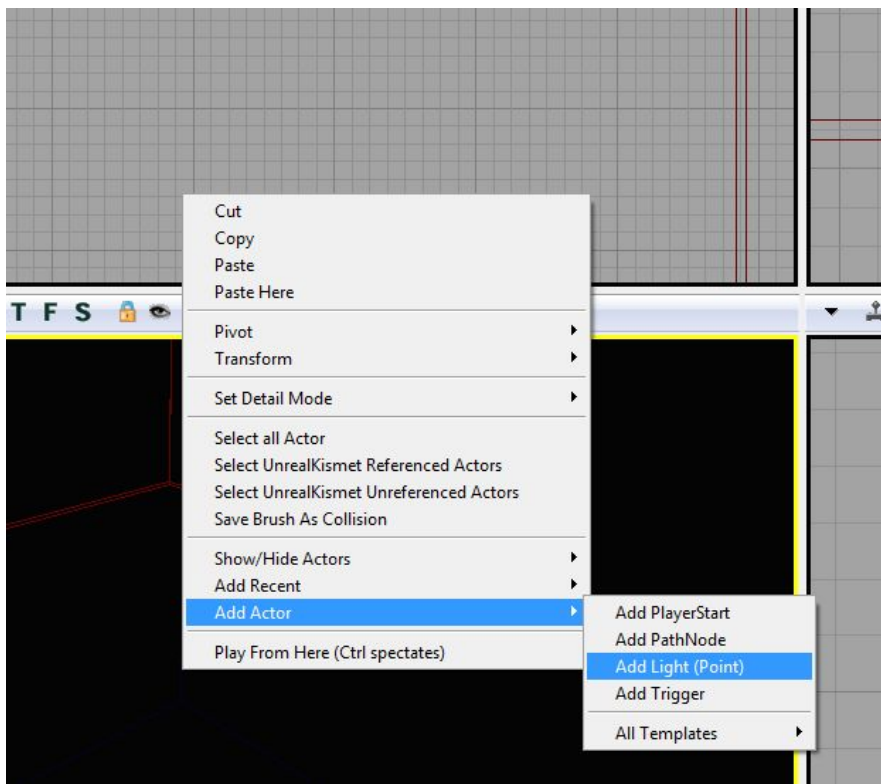 Cut
Copy
Paste
Paste Here
T F S
Pivot
Transform
Set Detail Mode
Select all Actor
Select UnrealKismet Referenced Actors
Select UnrealKismet Unreferenced Actors
Save Brush As Collision
Show/Hide Actors
Add Recent
Add Actor
Play From Here (Ctrl spectates)
Add PlayerStart
Add PathNode
Add Light (Point)
Add Trigger
All Templates